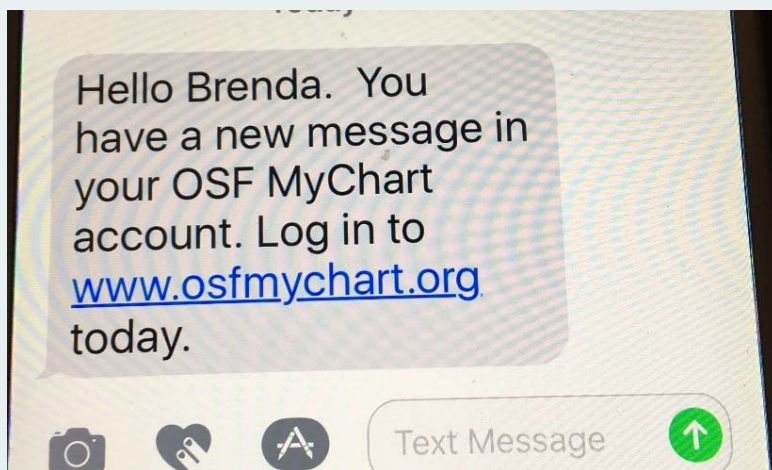 Today
Hello Brenda.  You
have a new message in
your OSF MyChart
account. Log in to
www.osfmychart.org
today.
Text Message